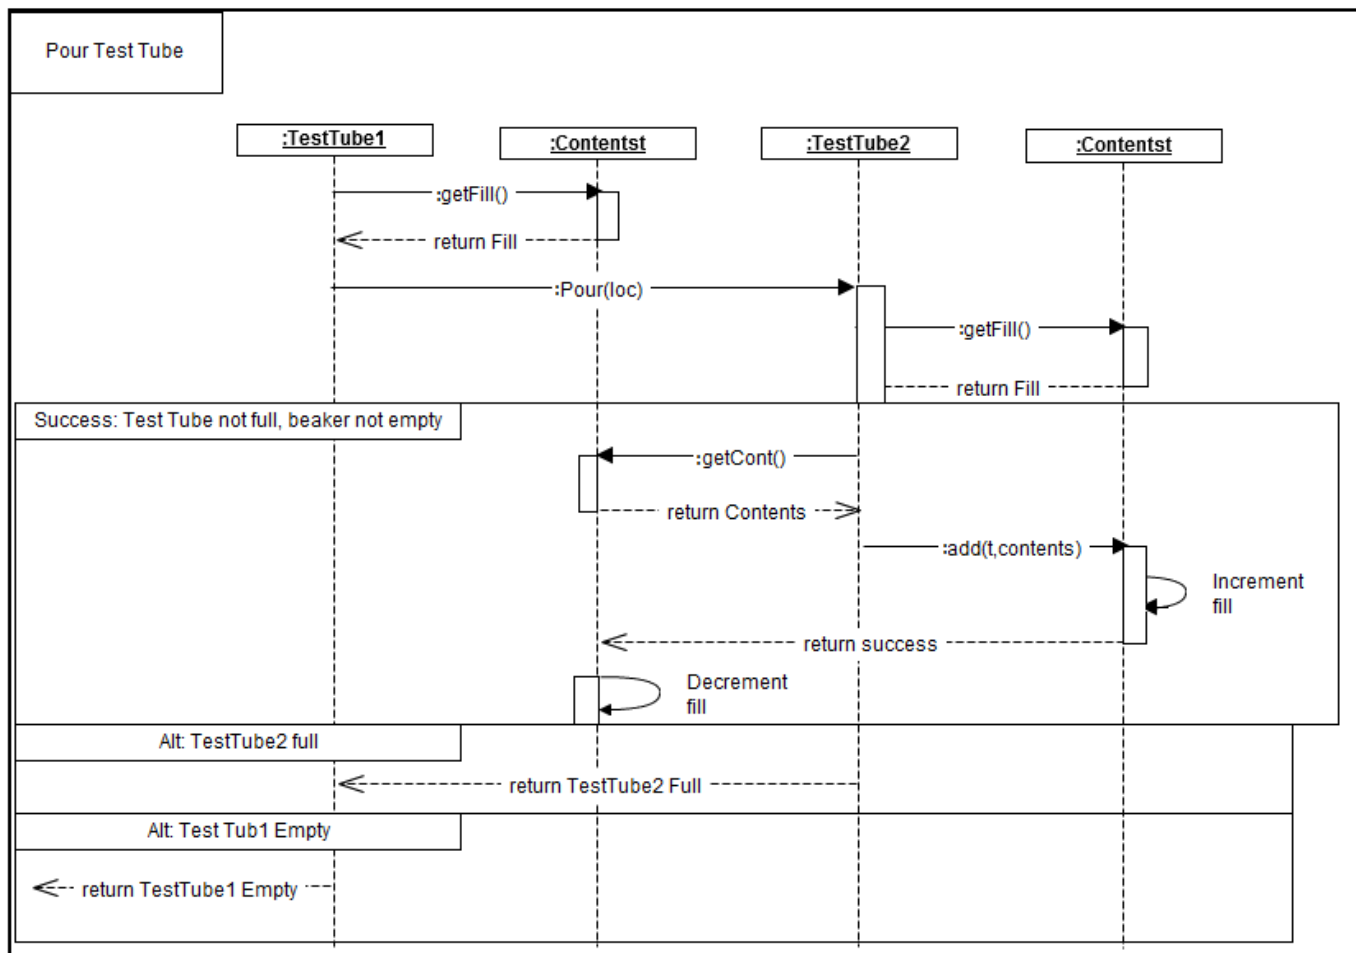 Pour Test Tube
:TestTube1
:Contentst
:TestTube2
:Contentst
:getFill()
return Fill
:Pour(loc)
:getFill()
return Fill
Success: Test Tube not full, beaker not empty
:getCont()
return Contents
:add(t,contents)
Increment
fill
return success
Decrement
fill
Alt: TestTube2 full
return TestTube2 Full
Alt: Test Tub1 Empty
return TestTube1 Empty